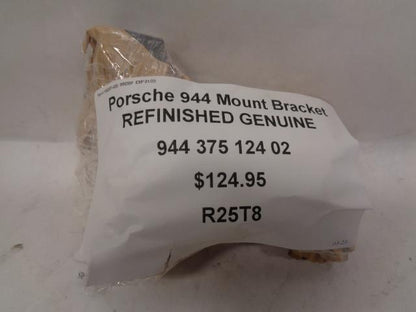 Porsche 944 Mount Bracket
REFINISHED GENUINE
944 375 124 02
$124.95
R25T8